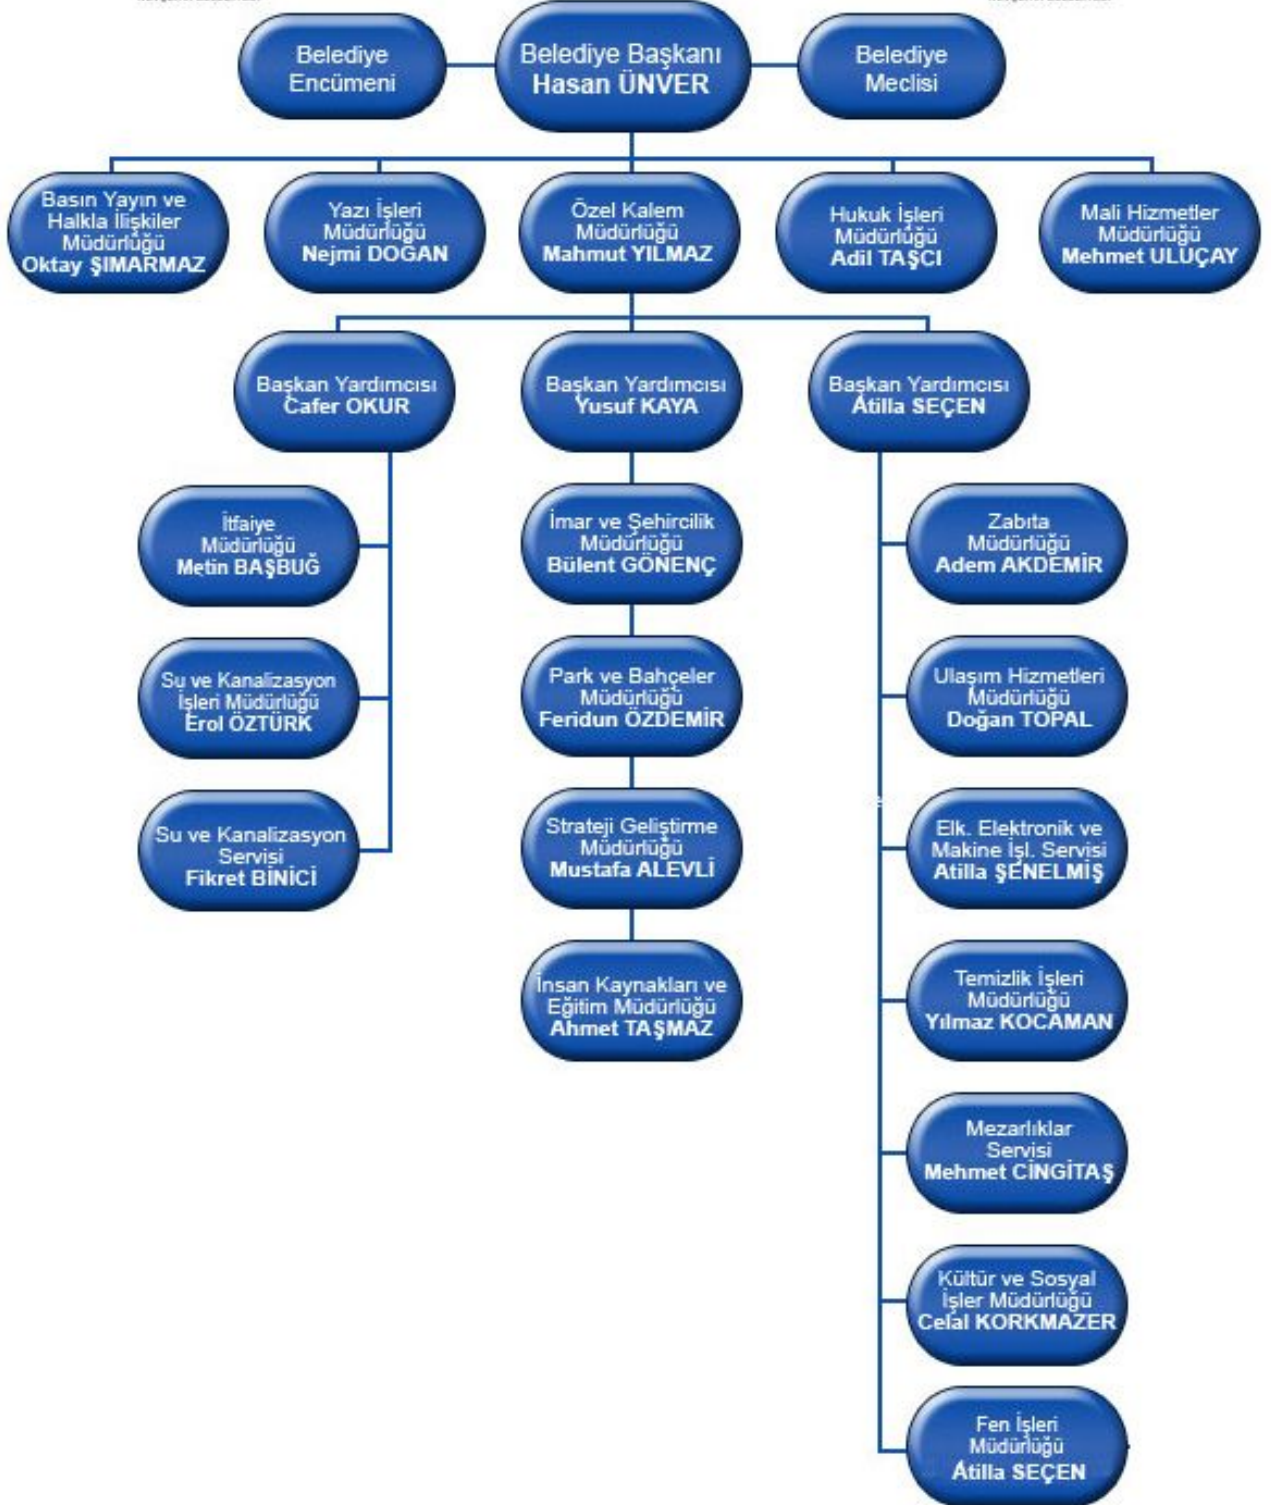 Belediye
Encümeni
Belediye Başkanı
Hasan ÜNVER
Belediye
Meclisi
Basın Yayın ve
Halkla İlişkiler
Müdürlüğü
Oktay ŞIMARMAZ
Yazı İşleri
Müdürlüğü
Nejmi DOĞAN
Özel Kalem
Müdürlüğü
Mahmut YILMAZ
Hukuk İşleri
Müdürlüğü
Adil TAŞCI
Mali Hizmetler
Müdürlüğü
Mehmet ULUÇAY
Başkan Yardımcısı
Cafer OKUR
Başkan Yardımcısı
Yusuf KAYA
Başkan Yardımcısı
Atilla SEÇEN
İtfaiye
Müdürlüğü
Metin BAŞBUĞ
Su ve Kanalizasyon
İşleri Müdürlüğü
Erol ÖZTÜRK
Su ve Kanalizasyon
Servisi
Fikret BİNİCİ
İmar ve Şehircilik
Müdürlüğü
Bülent GÖNENÇ
Park ve Bahçeler
Müdürlüğü
Feridun ÖZDEMİR
Strateji Geliştirme
Müdürlüğü
Mustafa ALEVLİ
İnsan Kaynakları ve
Eğitim Müdürlüğü
Ahmet TAŞMAZ
Zabıta
Müdürlüğü
Adem AKDEMİR
Ulaşım Hizmetleri
Müdürlüğü
Doğan TOPAL
Elk. Elektronik ve
Makine İşl. Servisi
Atilla ŞENELMİŞ
Temizlik İşleri
Müdürlüğü
Yılmaz KOCAMAN
Mezarlıklar
Servisi
Mehmet CİNGİTAŞ
Kültür ve Sosyal
İşler Müdürlüğü
Celal KORKMAZER
Fen İşleri
Müdürlüğü
Atilla SEÇEN